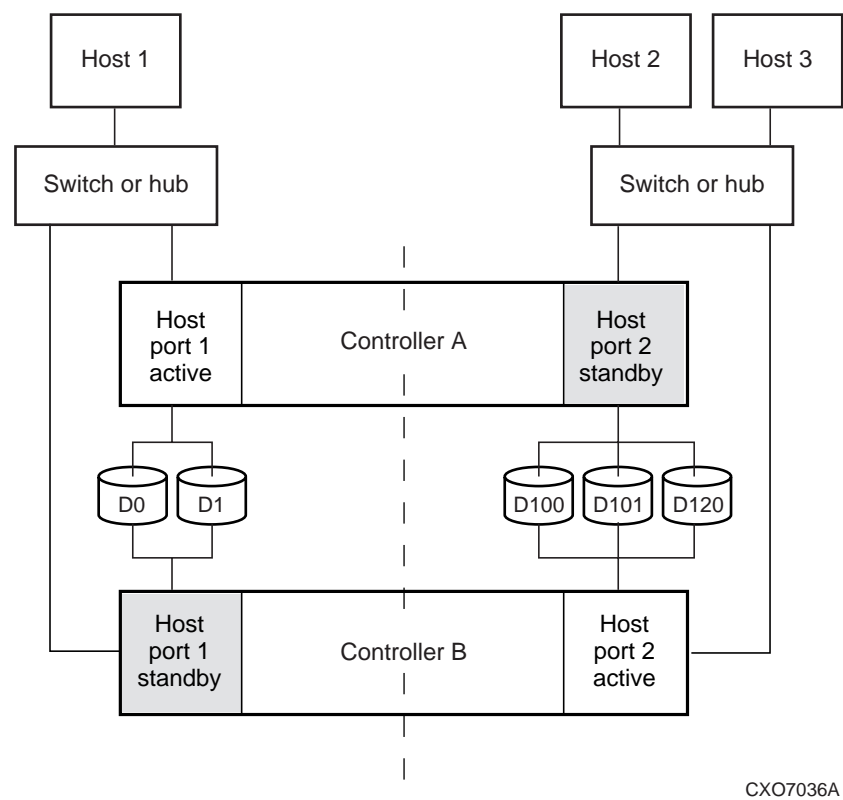 Host 1
Host 2
Host 3
Switch or hub
Switch or hub
Host
port 1
active
Controller A
Host
port 2
standby
D0
D1
D100
D101
D120
Host
port 1
standby
Controller B
Host
port 2
active
CXO7036A